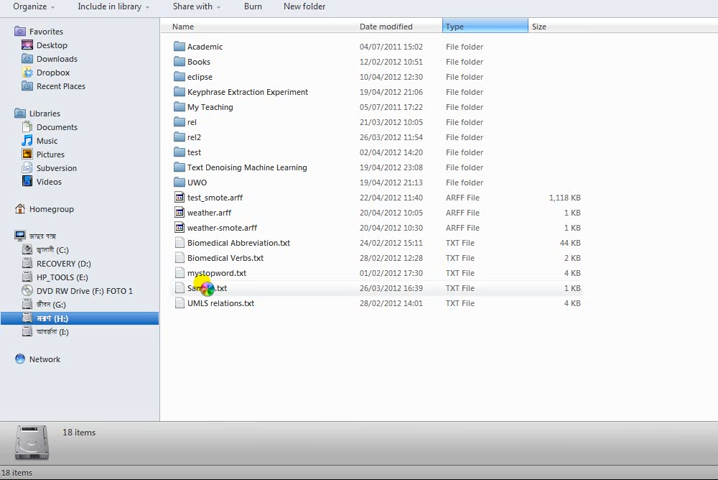 Organize Include in library Share with Burn New folder
Name Date modified Type Size
Favorites
Desktop
Downloads
Dropbox
Recent Places
Libraries
Documents
Music
Pictures
Subversion
Videos
Homegroup
(C:)
RECOVERY (D:)
HP_TOOLS (E:)
DVD RW Drive (F:) FOTO 1
জীবন (G:)
মরণ (H:)
আবর্জনা (I:)
Network
Academic 04/07/2011 15:02 File folder
Books 12/02/2012 10:51 File folder
eclipse 10/04/2012 12:30 File folder
Keyphrase Extraction Experiment 19/04/2012 21:06 File folder
My Teaching 05/07/2011 17:22 File folder
rel 21/03/2012 10:05 File folder
rel2 26/03/2012 11:54 File folder
test 02/04/2012 14:20 File folder
Text Denoising Machine Learning 19/04/2012 23:08 File folder
UWO 19/04/2012 21:13 File folder
test_smote.arff 22/04/2012 11:40 ARFF File 1,118 KB
weather.arff 20/04/2012 10:05 ARFF File 1 KB
weather-smote.arff 20/04/2012 10:30 ARFF File 1 KB
Biomedical Abbreviation.txt 24/02/2012 15:11 TXT File 44 KB
Biomedical Verbs.txt 28/02/2012 12:28 TXT File 2 KB
mystopword.txt 01/02/2012 17:30 TXT File 4 KB
26/03/2012 16:39 TXT File 1 KB
UMLS relations.txt 28/02/2012 14:01 TXT File 4 KB
18 items
18 items